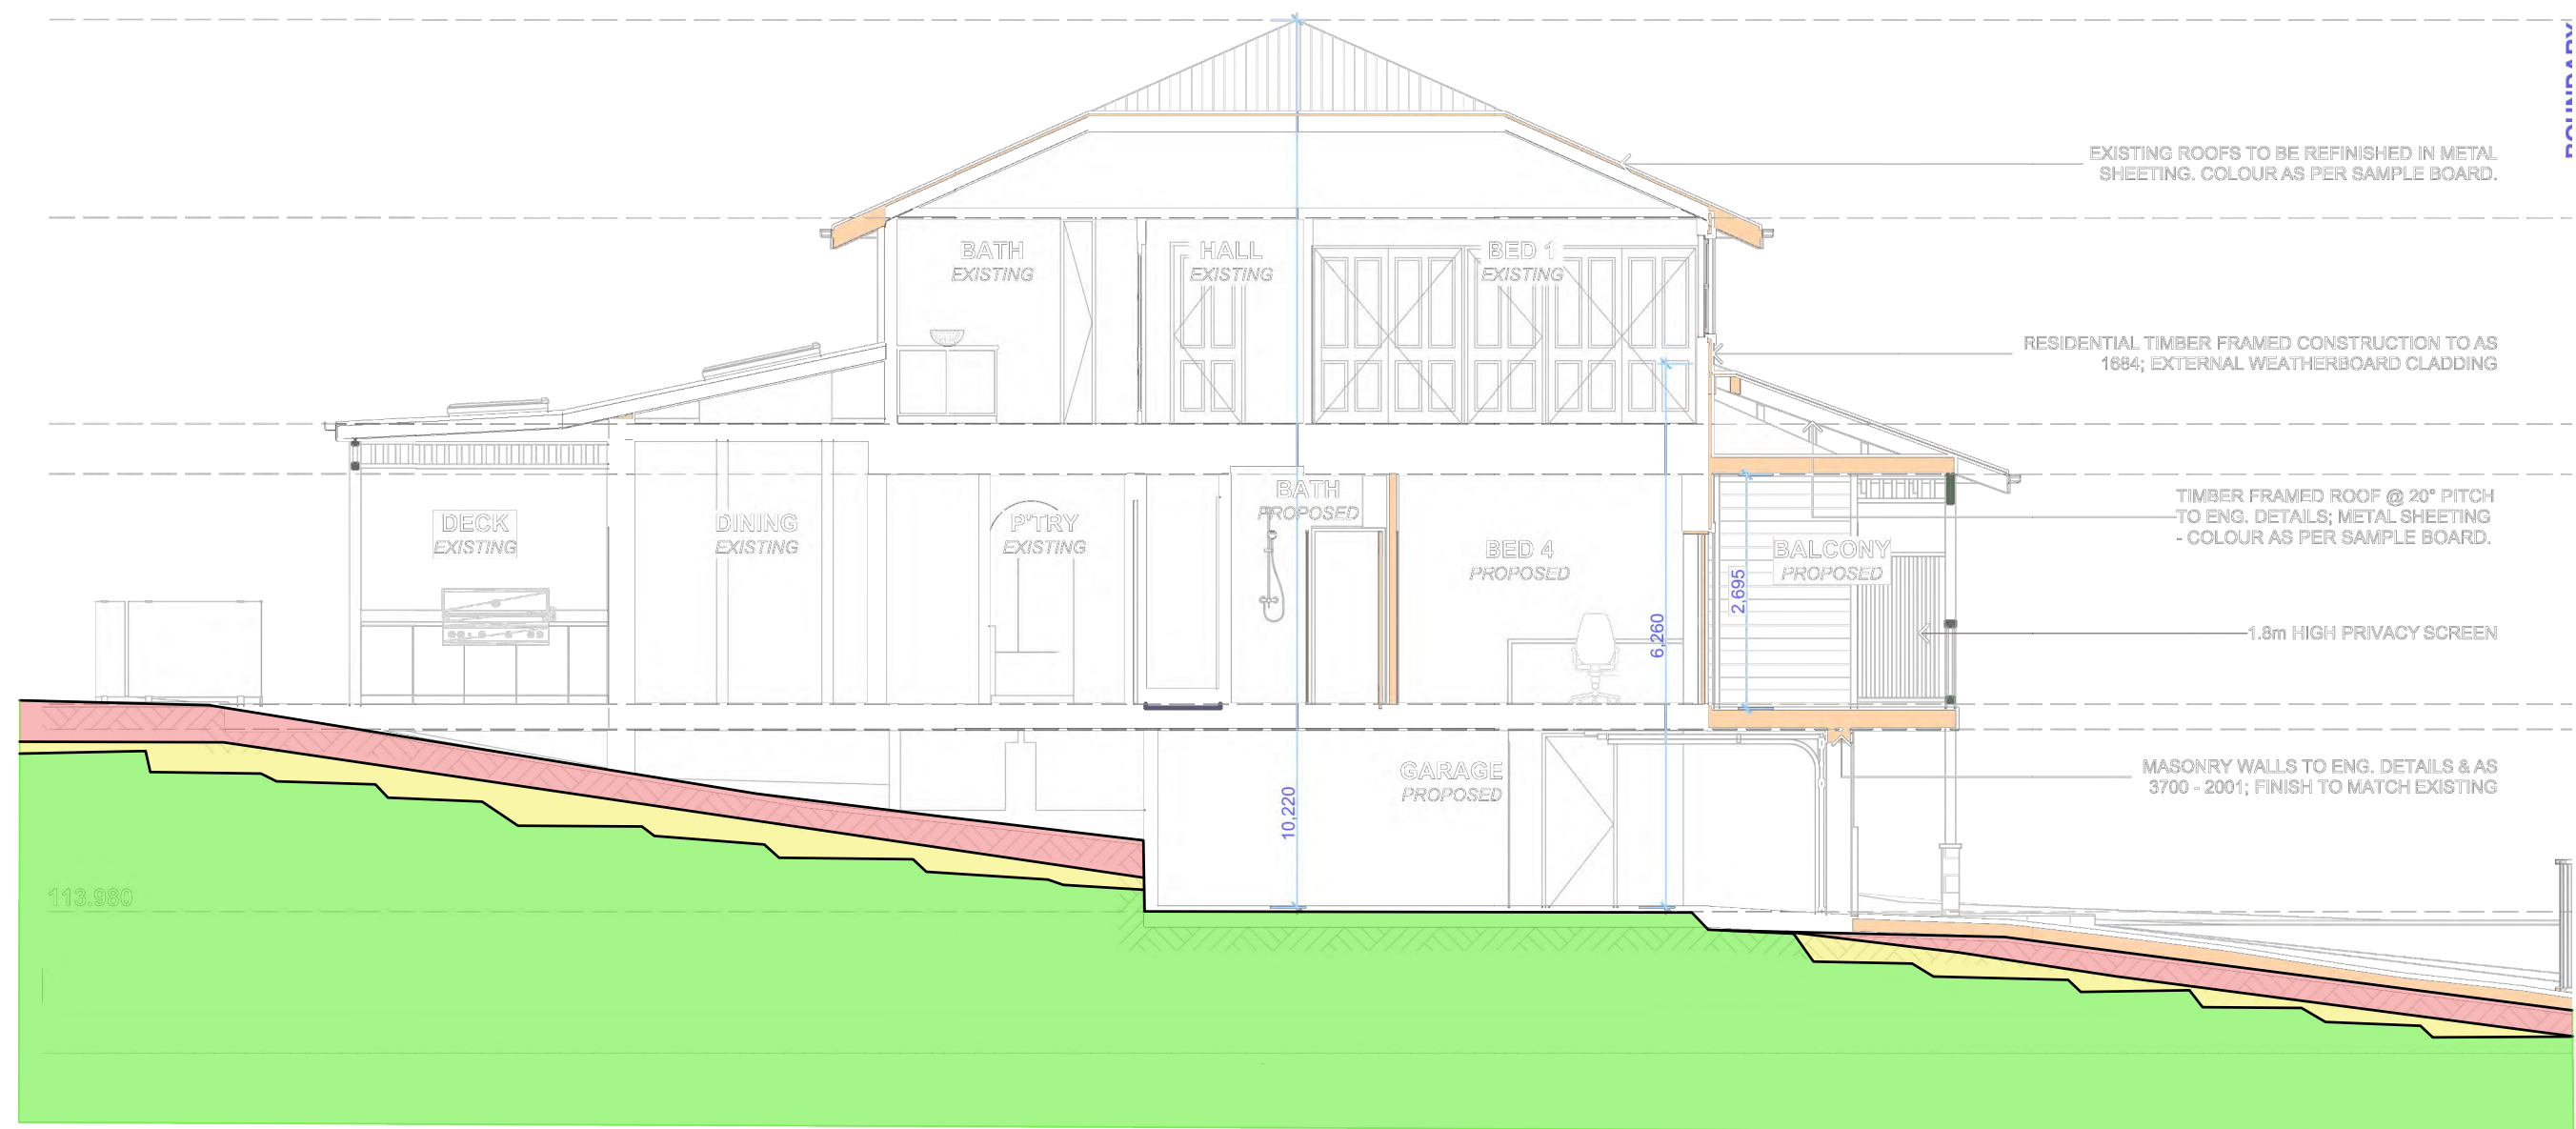 BOUNDARY
EXISTING ROOFS TO BE REFINISHED IN METAL
SHEETING. COLOUR AS PER SAMPLE BOARD.
BATH
EXISTING
HALL
EXISTING
BED 1
EXISTING
RESIDENTIAL TIMBER FRAMED CONSTRUCTION TO AS
1684; EXTERNAL WEATHERBOARD CLADDING
DECK
EXISTING
DINING
EXISTING
P'TRY
EXISTING
BATH
PROPOSED
BED 4
PROPOSED
BALCONY
PROPOSED
TIMBER FRAMED ROOF @ 20° PITCH
TO ENG. DETAILS; METAL SHEETING
- COLOUR AS PER SAMPLE BOARD.
2,695
6,260
1.8m HIGH PRIVACY SCREEN
GARAGE
PROPOSED
10,220
MASONRY WALLS TO ENG. DETAILS & AS
3700 - 2001; FINISH TO MATCH EXISTING
113.980